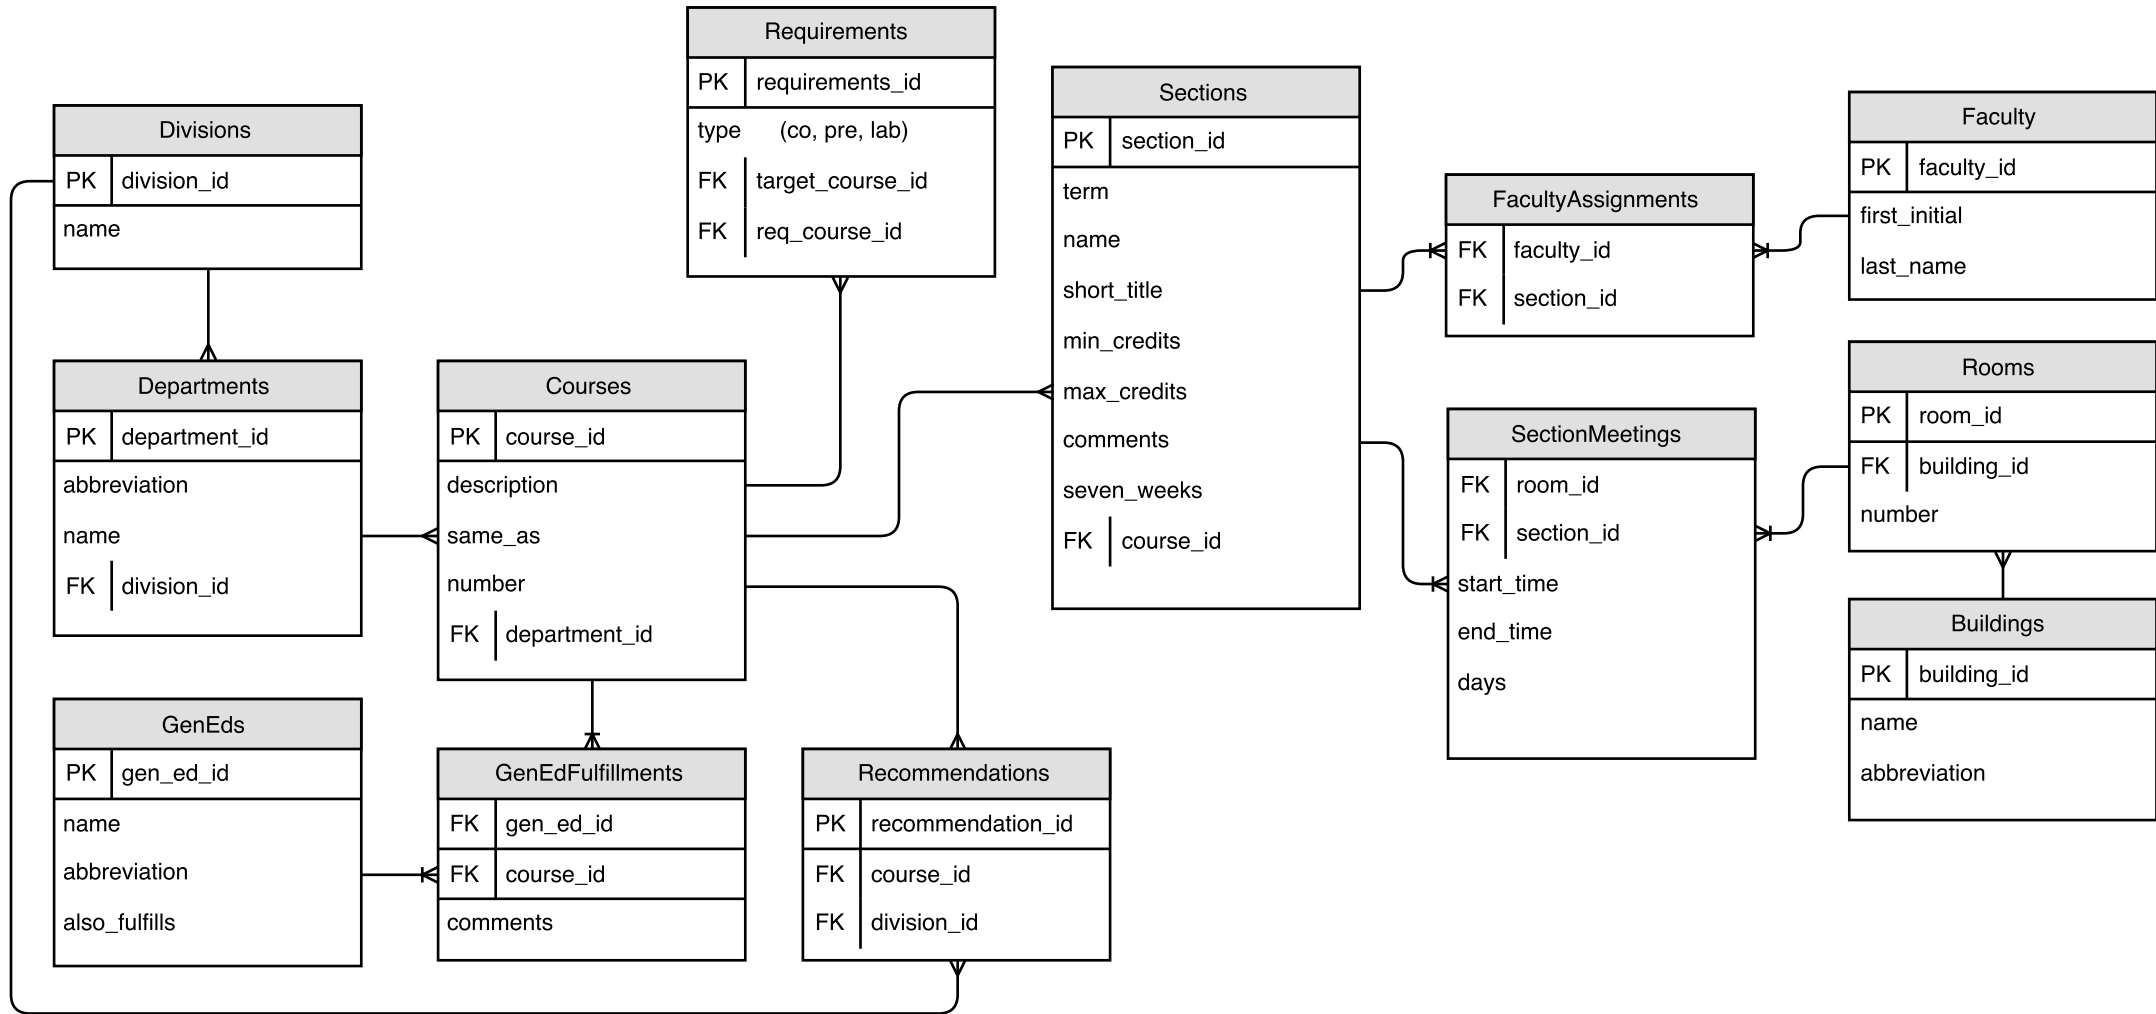 Requirements
PK requirements_id
type (co, pre, lab)
FK target_course_id
FK req_course_id
Divisions
PK division_id
name
Departments
PK department_id
abbreviation
name
FK division_id
Courses
PK course_id
description
same_as
number
FK department_id
GenEds
PK gen_ed_id
name
abbreviation
also_fulfills
GenEdFulfillments
FK gen_ed_id
FK course_id
comments
Recommendations
PK recommendation_id
FK course_id
FK division_id
Sections
PK section_id
term
name
short_title
min_credits
max_credits
comments
seven_weeks
FK course_id
FacultyAssignments
FK faculty_id
FK section_id
Faculty
PK faculty_id
first_initial
last_name
SectionMeetings
FK room_id
FK section_id
start_time
end_time
days
Rooms
PK room_id
FK building_id
number
Buildings
PK building_id
name
abbreviation